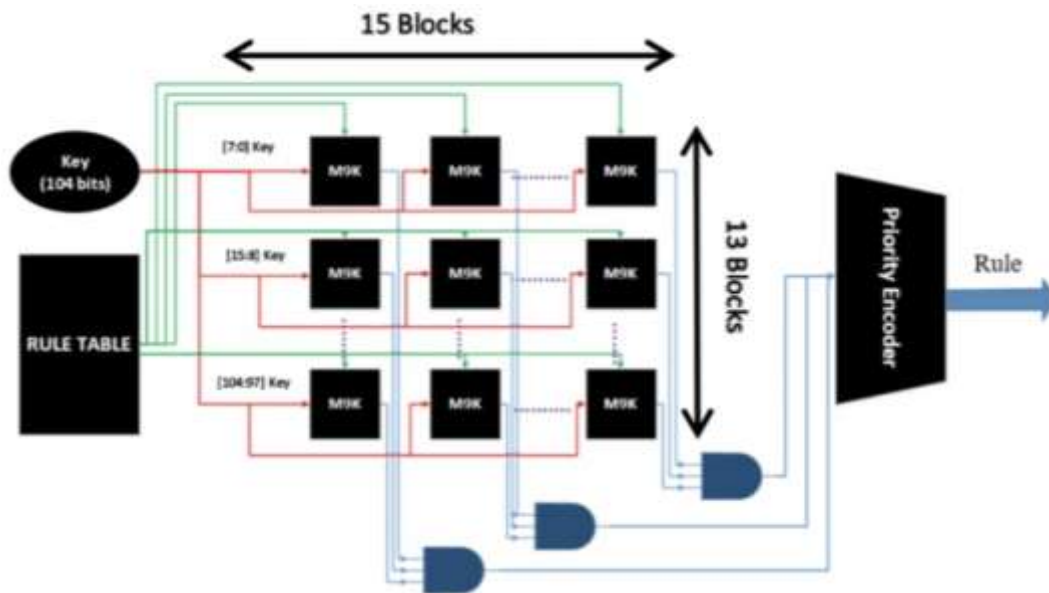 15 Blocks
Key
(104 bits)
[7:0] Key
M9K
M9K
M9K
[15:8] Key
M9K
M9K
M9K
13 Blocks
Priority Encoder
Rule
RULE TABLE
[104:97] Key
M9K
M9K
M9K